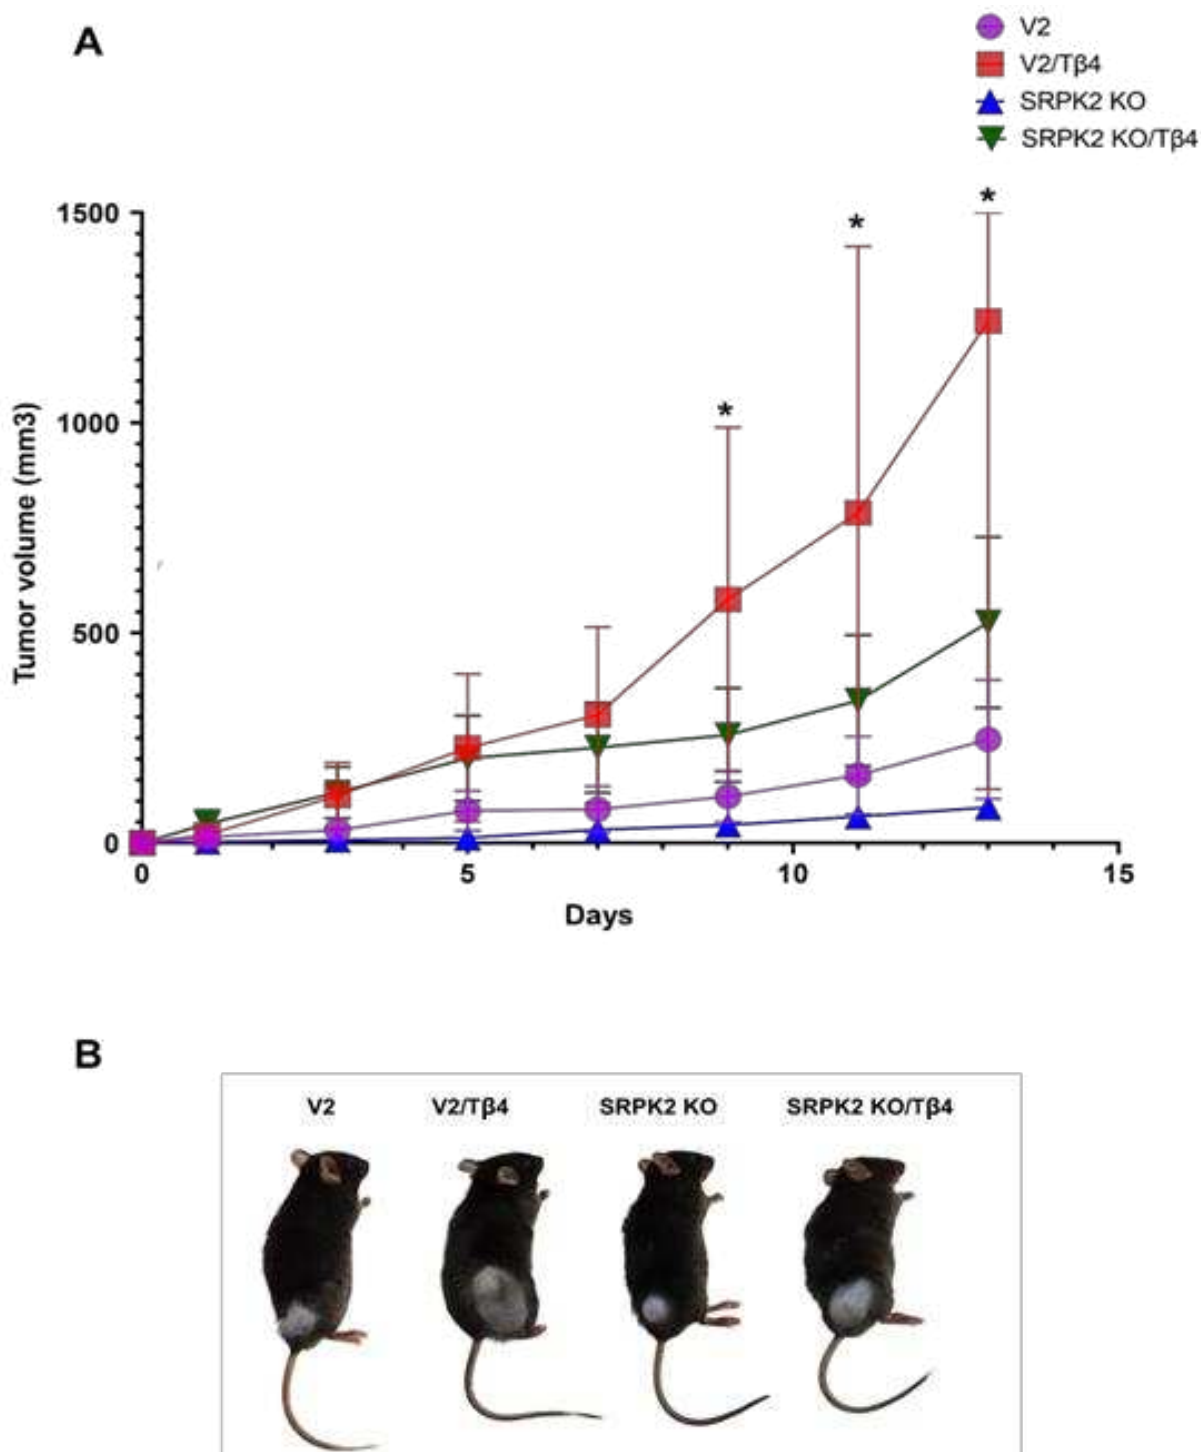 A
V2
V2/Tβ4
SRPK2 KO
SRPK2 KO/Tβ4
*
*
*
1500
1000
500
0
Tumor volume (mm3)
0 5 10 15
Days
B
V2 V2/Tβ4 SRPK2 KO SRPK2 KO/Tβ4